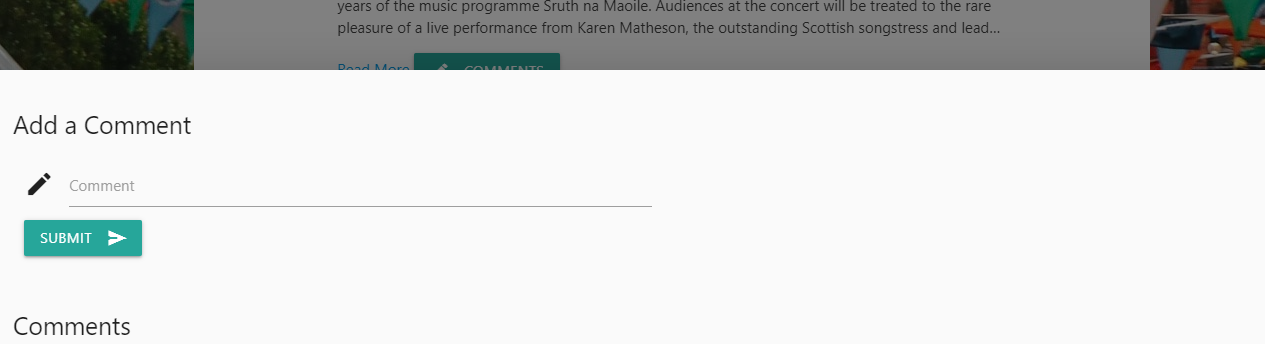 years of the music programme Sruth na Maoile. Audiences at the concert will be treated to the rare
pleasure of a live performance from Karen Matheson, the outstanding Scottish songstress and lead...
Read More COMMENTS
Add a Comment
Comment
SUBMIT
Comments